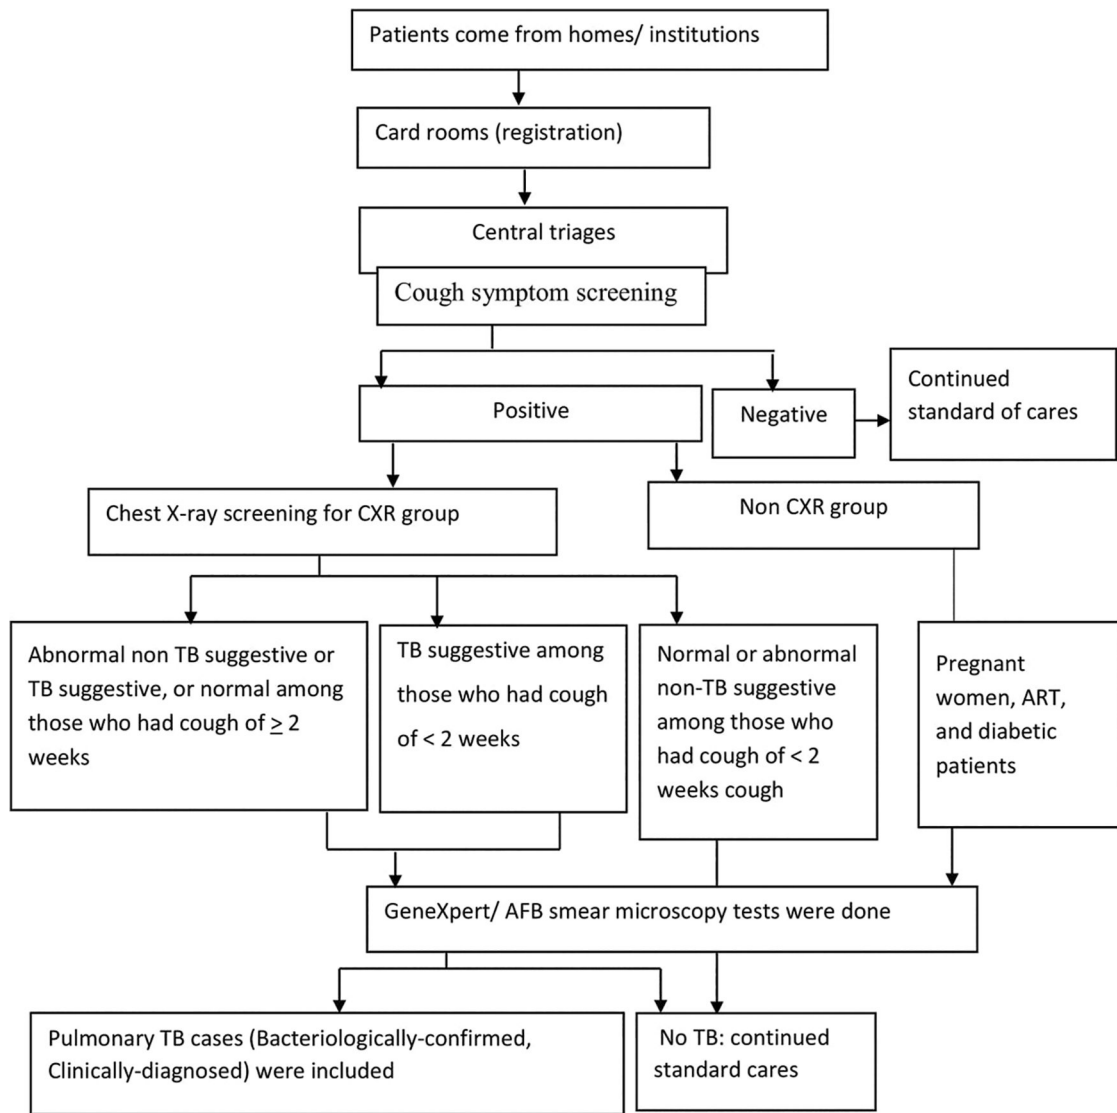 Patients come from homes/ institutions
Card rooms (registration)
Central triages
Cough symptom screening
Positive
Negative
Continued
standard of cares
Chest X-ray screening for CXR group
Non CXR group
Abnormal non TB suggestive or
TB suggestive, or normal among
those who had cough of ≥ 2
weeks
TB suggestive among
those who had cough
of < 2 weeks
Normal or abnormal
non-TB suggestive
among those who
had cough of < 2
weeks cough
Pregnant
women, ART,
and diabetic
patients
GeneXpert/ AFB smear microscopy tests were done
Pulmonary TB cases (Bacteriologically-confirmed,
Clinically-diagnosed) were included
No TB: continued
standard cares